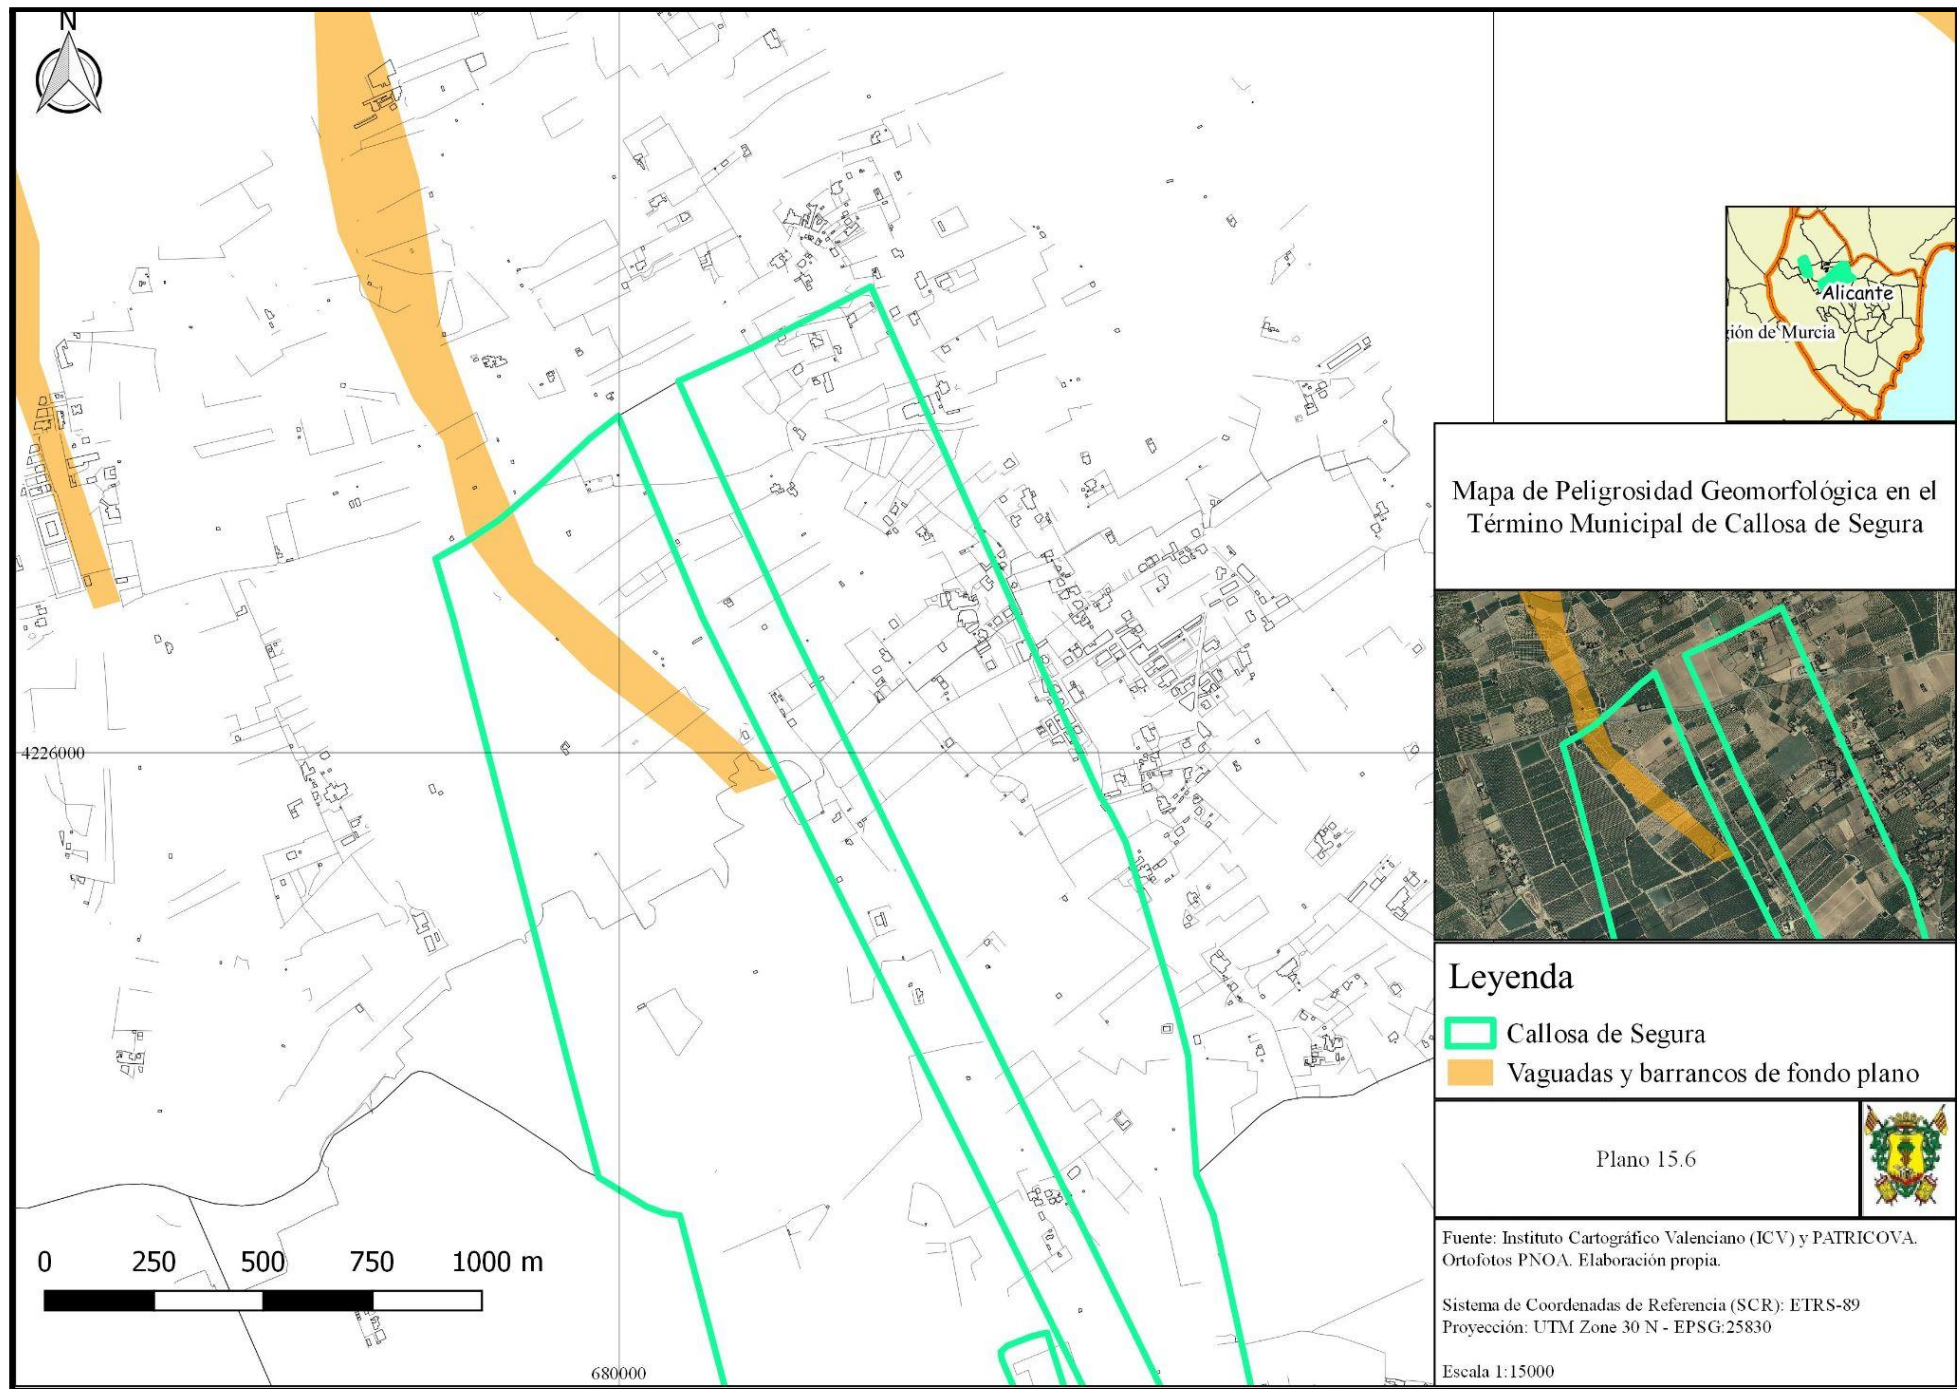 N
Alicante
ión de Murcia
Mapa de Peligrosidad Geomorfológica en el
Término Municipal de Callosa de Segura
4226000
Leyenda
Callosa de Segura
Vaguadas y barrancos de fondo plano
Plano 15.6
Fuente: Instituto Cartográfico Valenciano (ICV) y PATRICOVA.
Ortofotos PNOA. Elaboración propia.
Sistema de Coordenadas de Referencia (SCR): ETRS-89
Proyección: UTM Zone 30 N - EPSG:25830
Escala 1:15000
0 250 500 750 1000 m
680000